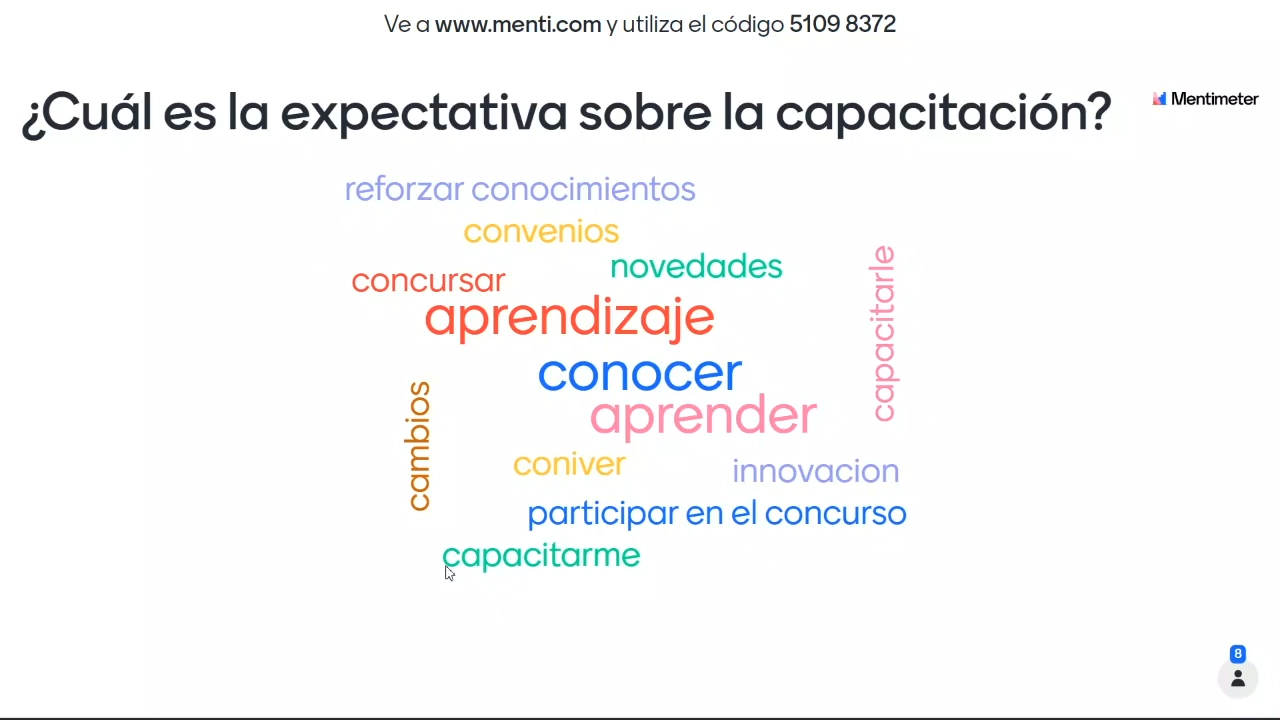 Ve a www.menti.com y utiliza el código 5109 8372
¿Cuál es la expectativa sobre la capacitación?
Mentimeter
reforzar conocimientos
convenios
novedades
concursar
aprendizaje
capacitarle
conocer
aprender
cambios
coniver
innovacion
participar en el concurso
capacitarme
8